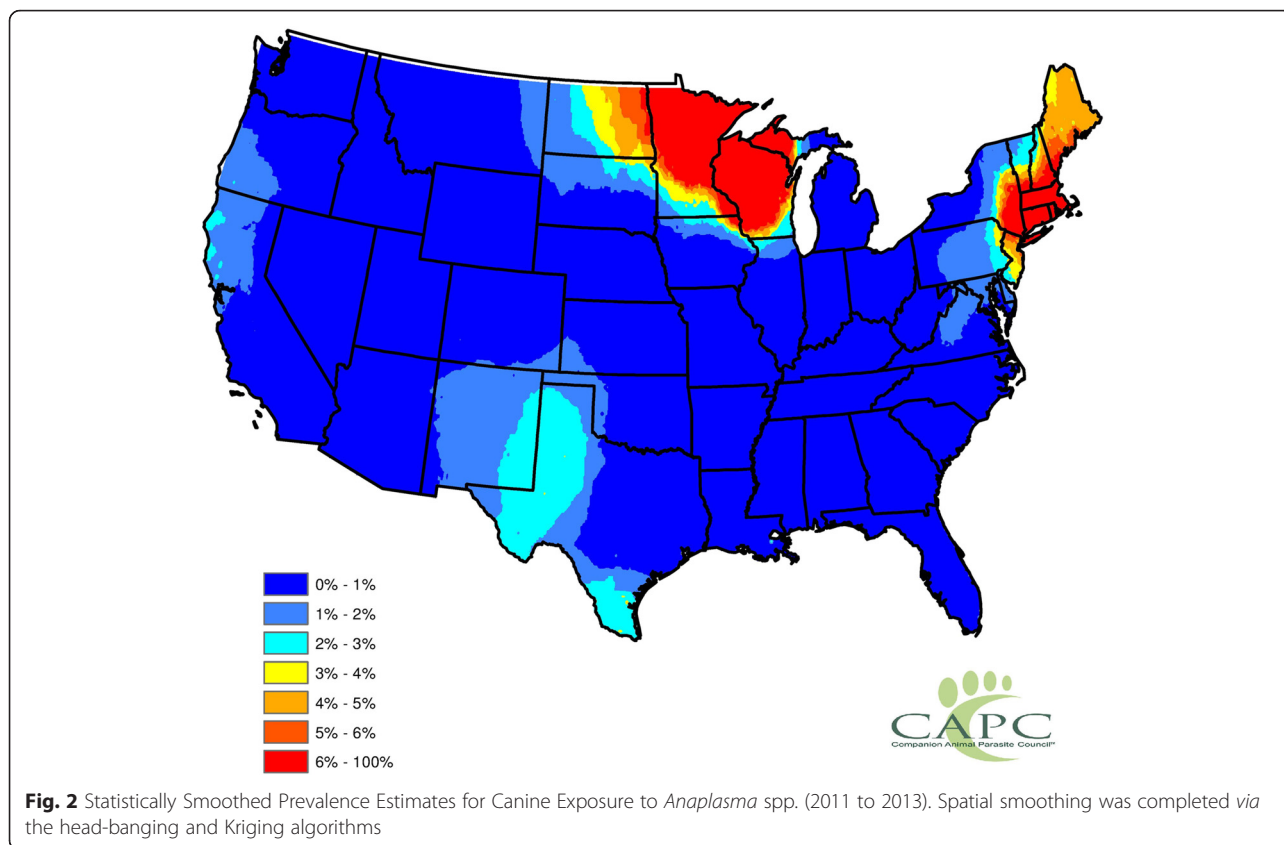 0% - 1%
1% - 2%
2% - 3%
3% - 4%
4% - 5%
5% - 6%
6% - 100%
CAPC
Companion Animal Parasite Council™
Fig. 2 Statistically Smoothed Prevalence Estimates for Canine Exposure to Anaplasma spp. (2011 to 2013). Spatial smoothing was completed via
the head-banging and Kriging algorithms